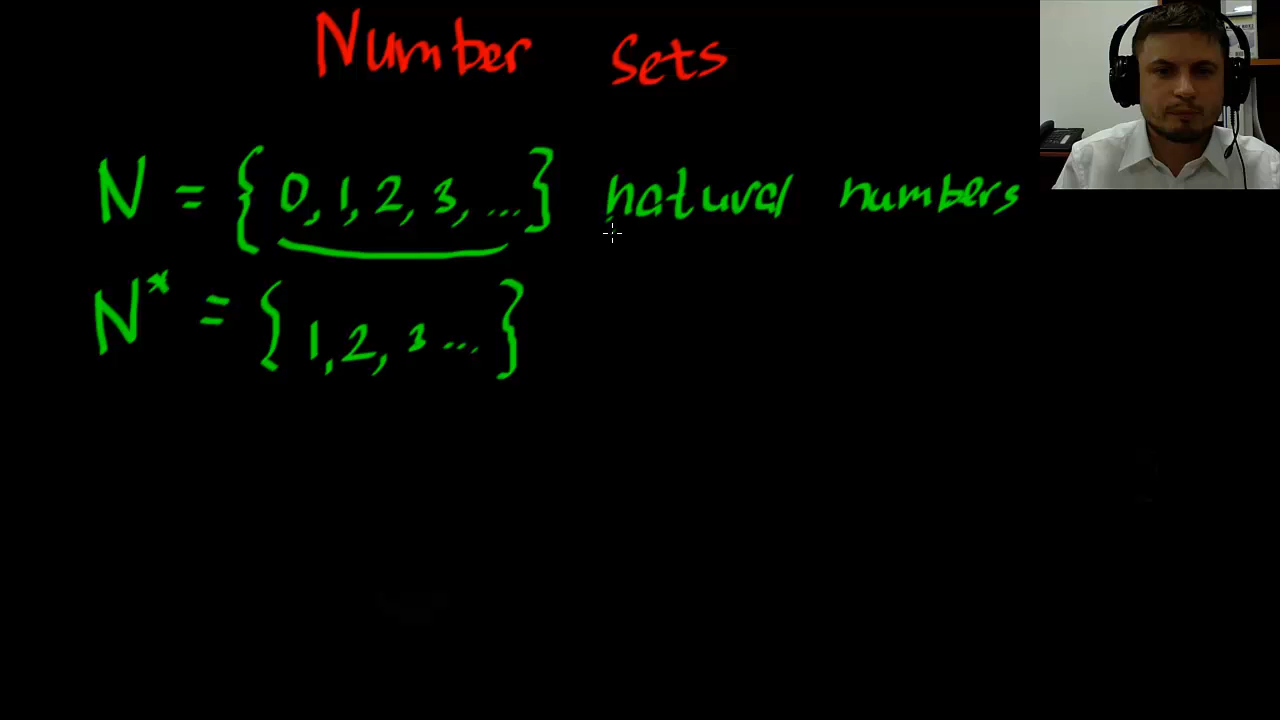 Number sets
N = { 0, 1, 2, 3, ... } natural numbers
N* = { 1, 2, 3 ... }